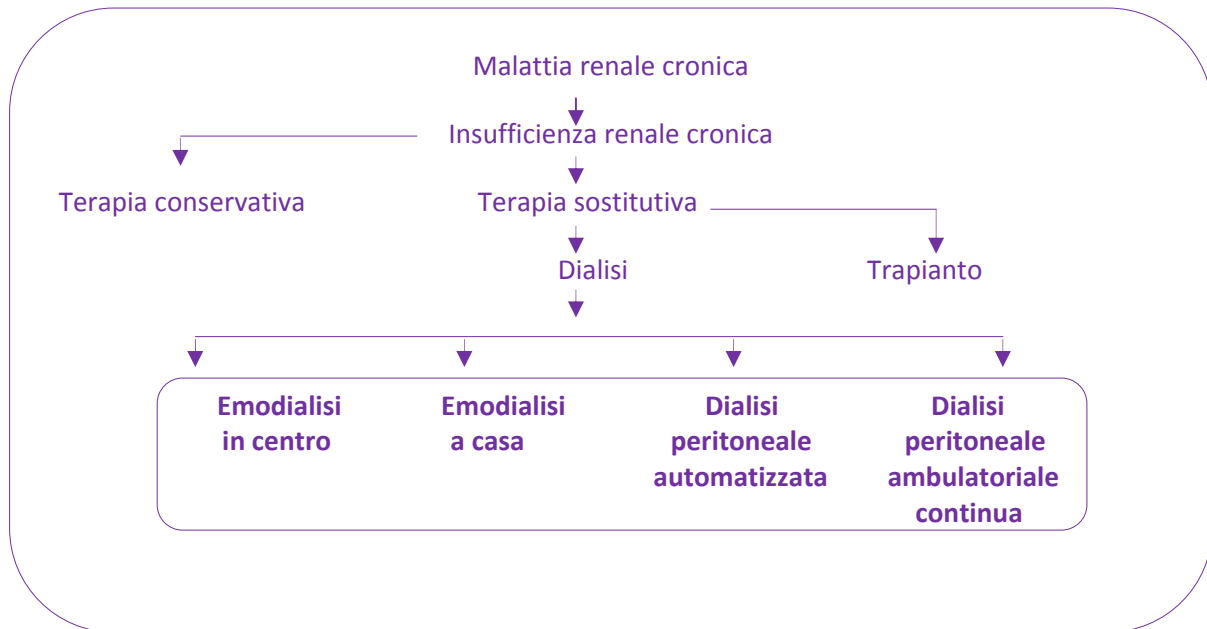 Malattia renale cronica
Insufficienza renale cronica
Terapia conservativa
Terapia sostitutiva
Dialisi
Trapianto
Emodialisi
in centro
Emodialisi
a casa
Dialisi
peritoneale
automatizzata
Dialisi
peritoneale
ambulatoriale
continua